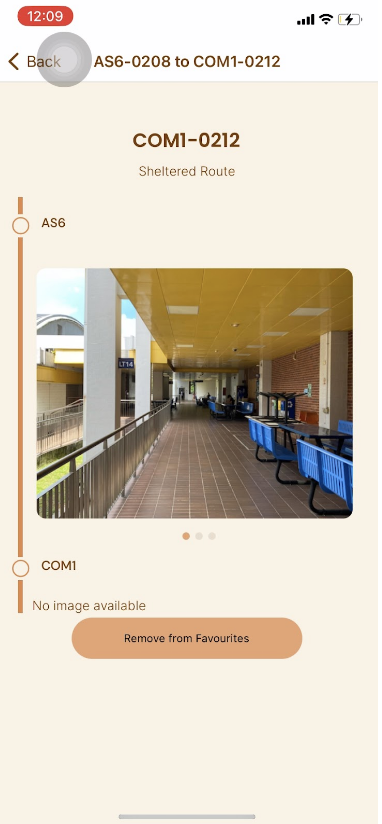 12:09
Back
AS6-0208 to COM1-0212
COM1-0212
Sheltered Route
AS6
LT14
COM1
No image available
Remove from Favourites